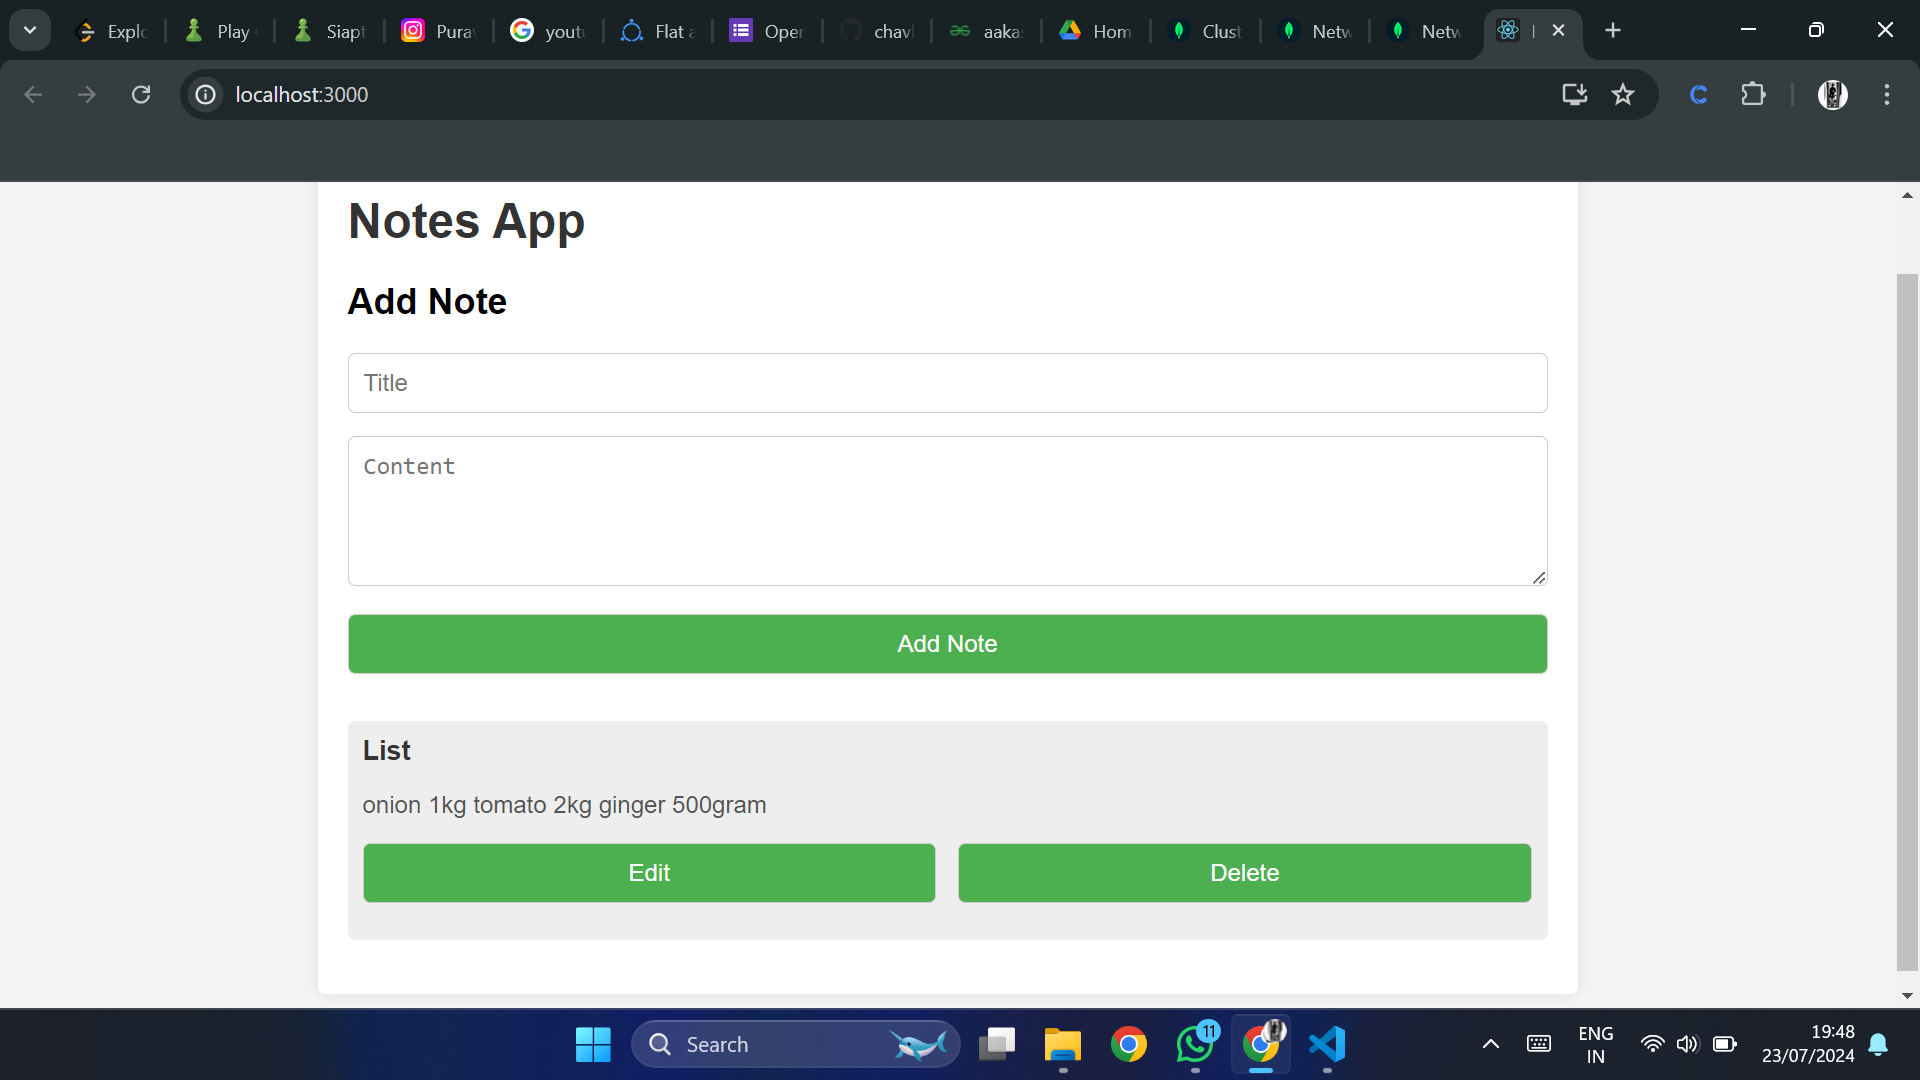 Explo
Play
Siapt
Pura
yout
Flat a
Oper
chavl
aaka
Hom
Clust
Netw
Netw
localhost:3000
Notes App
Add Note
Title
Content
Add Note
List
onion 1kg tomato 2kg ginger 500gram
Edit
Delete
Search
11
ENG
IN
19:48
23/07/2024